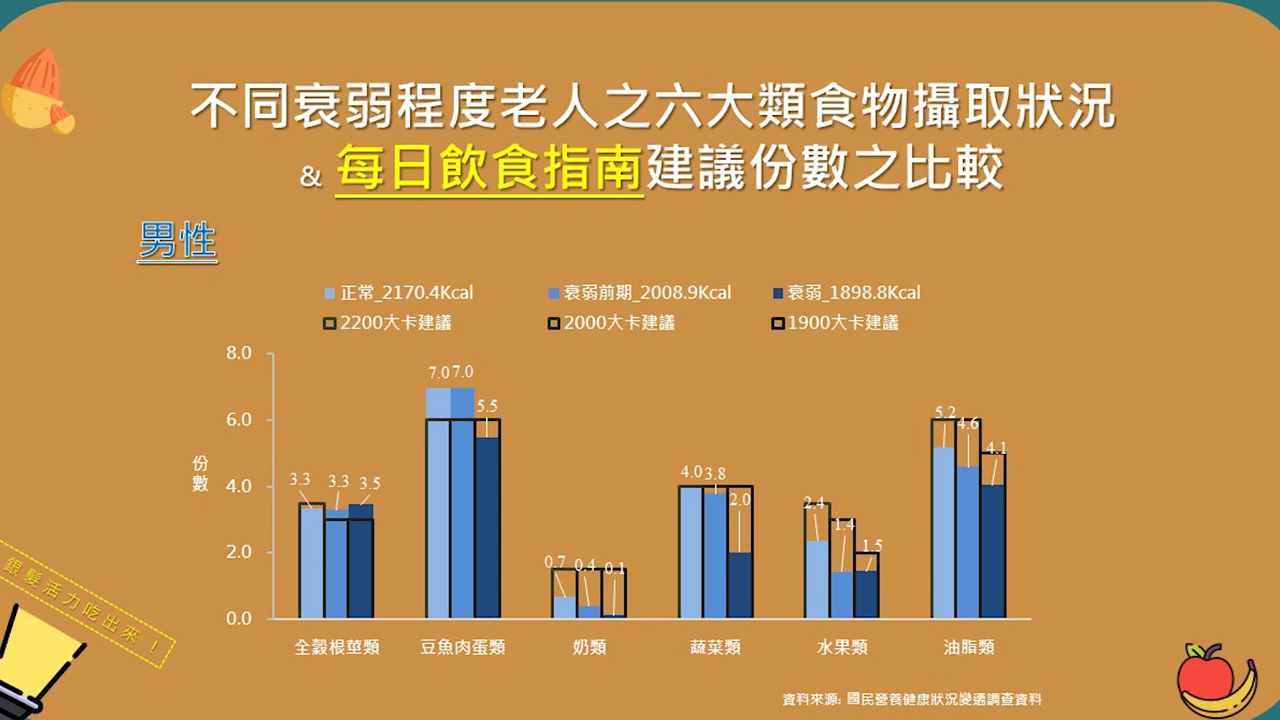 不同衰弱程度老人之六大類食物攝取狀況
& 每日飲食指南建議份數之比較
男性
正常_2170.4Kcal 衰弱前期_2008.9Kcal 衰弱_1898.8Kcal
2200大卡建議 2000大卡建議 1900大卡建議
8.0
6.0
4.0
2.0
0.0
份數
3.3 3.3 3.5
7.0 7.0 5.5
0.7 0.4 0.1
4.0 3.8 2.0
2.4 1.4 1.5
5.2 4.6 4.1
全穀根莖類 豆魚肉蛋類 奶類 蔬菜類 水果類 油脂類
銀髮活力吃出來！
資料來源: 國民營養健康狀況變遷調查資料